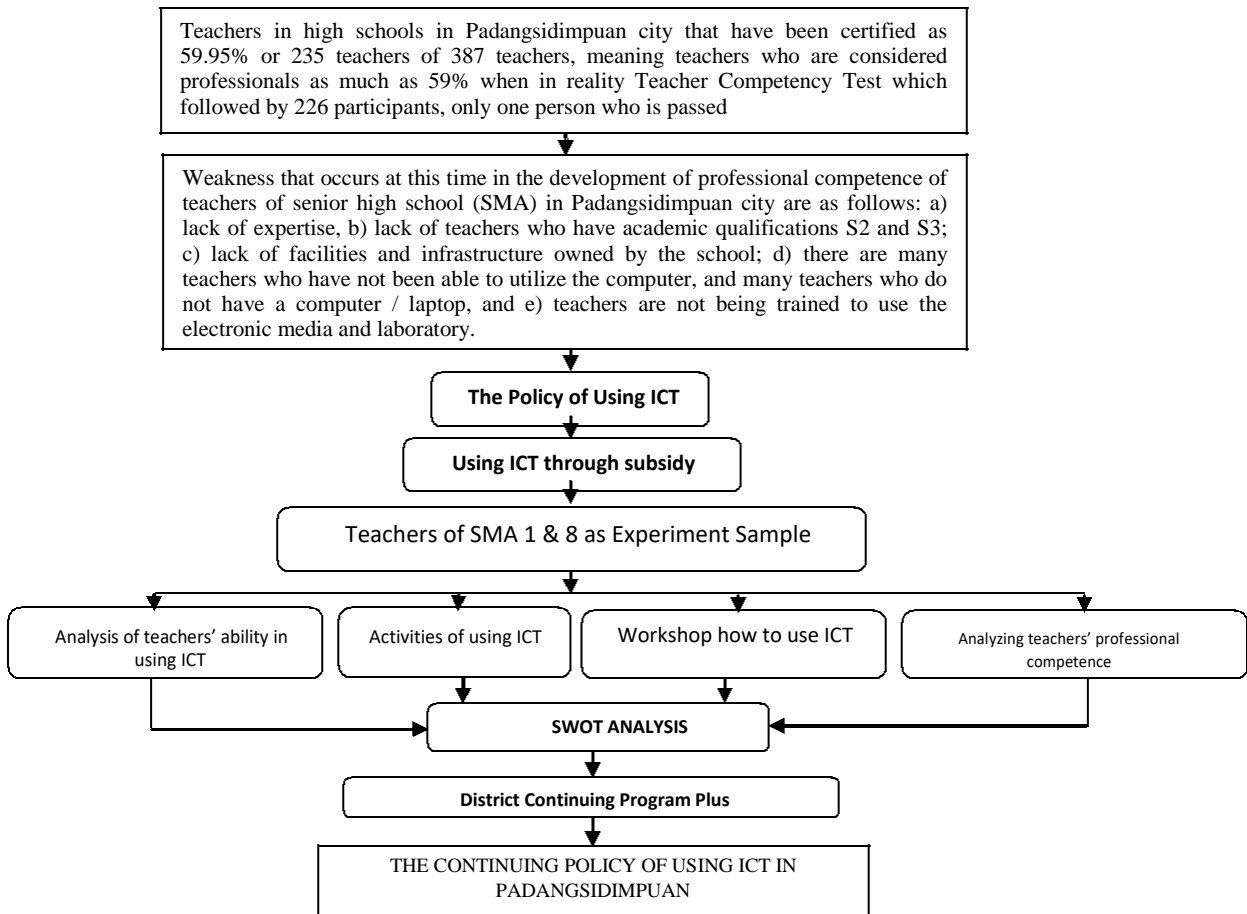 Teachers in high schools in Padangsidimpuan city that have been certified as
59.95% or 235 teachers of 387 teachers, meaning teachers who are considered
professionals as much as 59% when in reality Teacher Competency Test which
followed by 226 participants, only one person who is passed
Weakness that occurs at this time in the development of professional competence of
teachers of senior high school (SMA) in Padangsidimpuan city are as follows: a)
lack of expertise, b) lack of teachers who have academic qualifications S2 and S3;
c) lack of facilities and infrastructure owned by the school; d) there are many
teachers who have not been able to utilize the computer, and many teachers who do
not have a computer / laptop, and e) teachers are not being trained to use the
electronic media and laboratory.
The Policy of Using ICT
Using ICT through subsidy
Teachers of SMA 1 & 8 as Experiment Sample
Analysis of teachers’ ability in
using ICT
Activities of using ICT
Workshop how to use ICT
Analyzing teachers’ professional
competence
SWOT ANALYSIS
District Continuing Program Plus
THE CONTINUING POLICY OF USING ICT IN
PADANGSIDIMPUAN